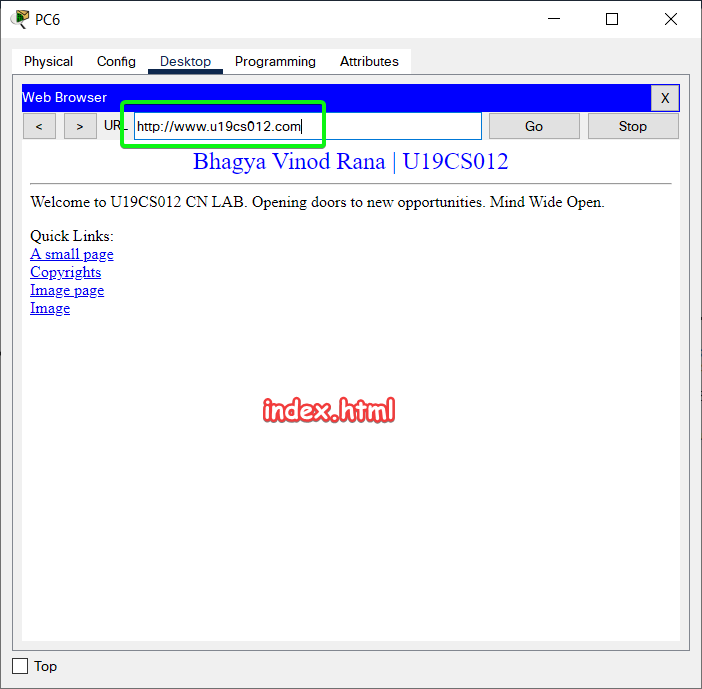 PC6
Physical Config Desktop Programming Attributes
Web Browser X
< > URL http://www.u19cs012.com Go Stop
Bhagya Vinod Rana | U19CS012
Welcome to U19CS012 CN LAB. Opening doors to new opportunities. Mind Wide Open.
Quick Links:
A small page
Copyrights
Image page
Image
index.html
Top